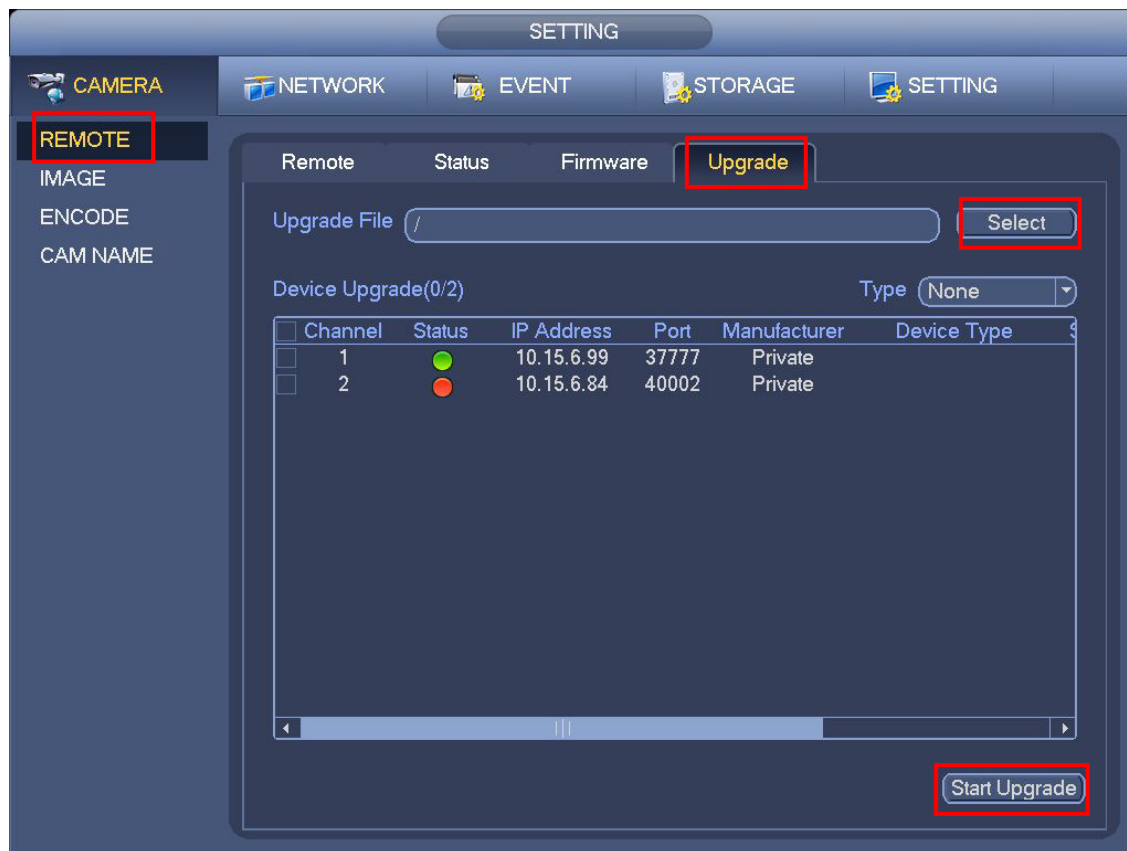 SETTING
CAMERA NETWORK EVENT STORAGE SETTING
REMOTE
IMAGE
ENCODE
CAM NAME
Remote Status Firmware Upgrade
Upgrade File / Select
Device Upgrade(0/2) Type None
Channel Status IP Address Port Manufacturer Device Type S
1 10.15.6.99 37777 Private
2 10.15.6.84 40002 Private
Start Upgrade